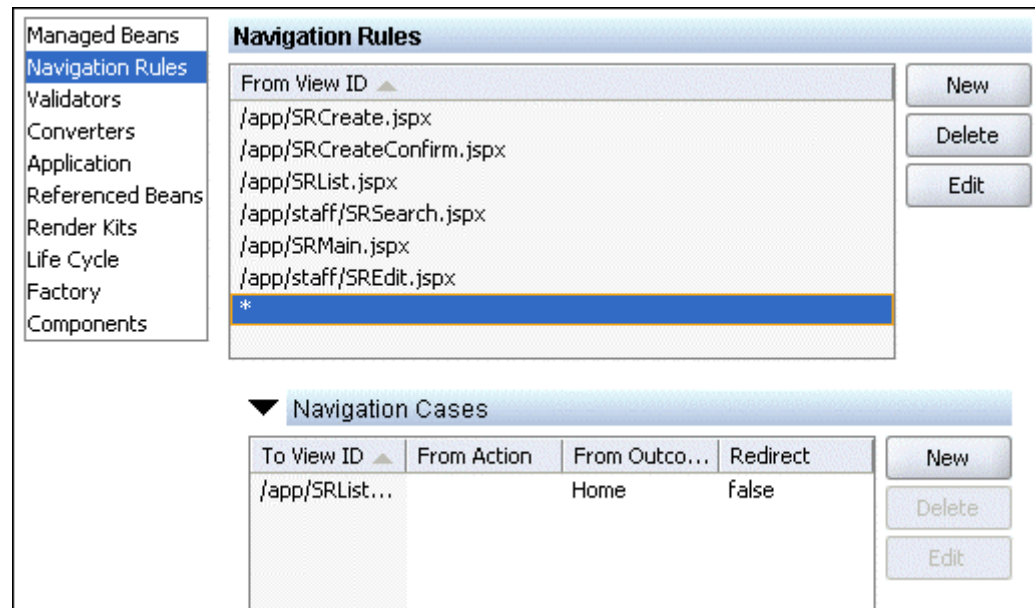 Managed Beans
Navigation Rules
Validators
Converters
Application
Referenced Beans
Render Kits
Life Cycle
Factory
Components
Navigation Rules
From View ID
/app/SRCreate.jspx
/app/SRCreateConfirm.jspx
/app/SRList.jspx
/app/staff/SRSearch.jspx
/app/SRMain.jspx
/app/staff/SREdit.jspx
*
New
Delete
Edit
Navigation Cases
To View ID From Action From Outco... Redirect
/app/SRList... Home false
New
Delete
Edit